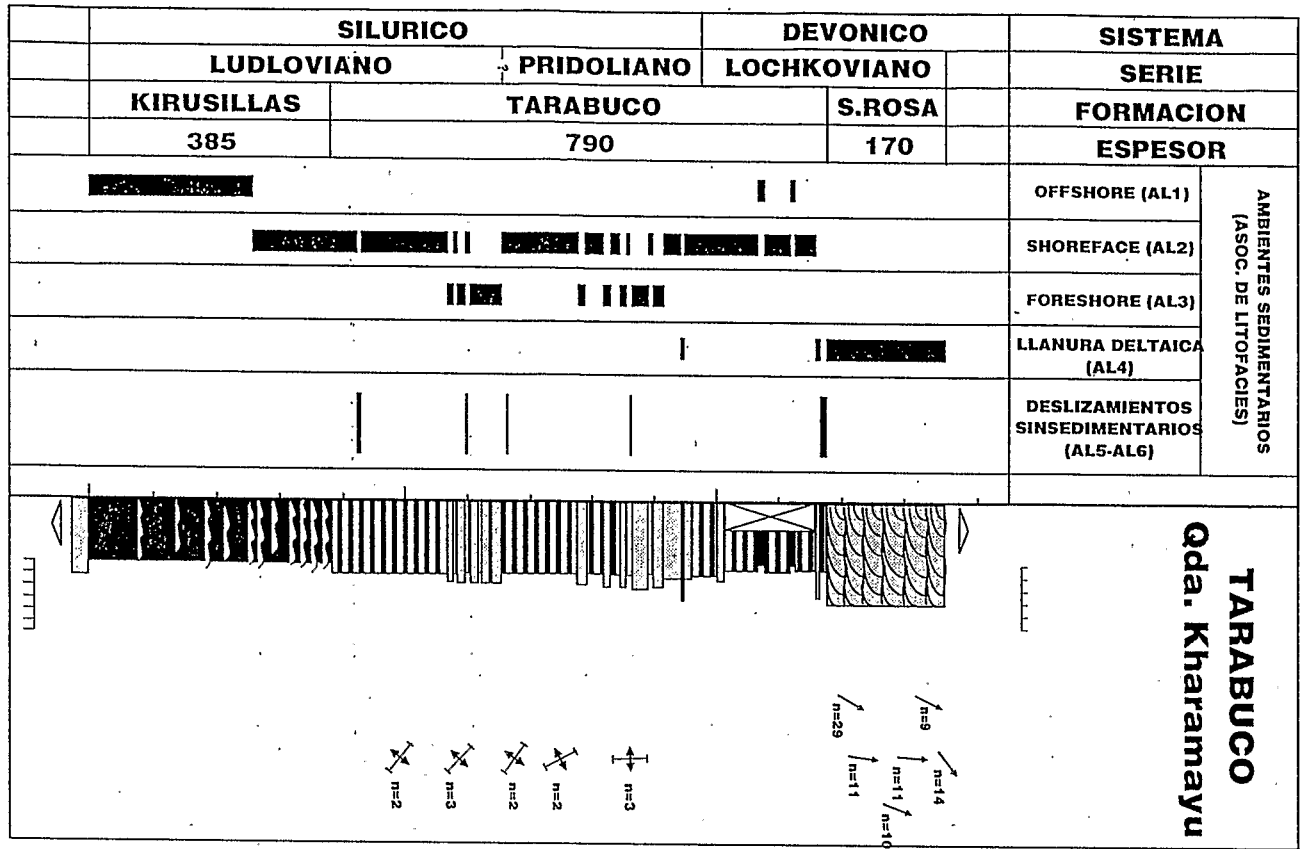 SILURICO
DEVONICO
SISTEMA
LUDLOVIANO
?
PRIDOLIANO
LOCHKOVIANO
SERIE
KIRUSILLAS
TARABUCO
S.ROSA
FORMACION
385
790
170
ESPESOR
OFFSHORE (AL1)
SHOREFACE (AL2)
FORESHORE (AL3)
LLANURA DELTAICA
(AL4)
DESLIZAMIENTOS
SINSEDIMENTARIOS
(AL5-AL6)
AMBIENTES SEDIMENTARIOS
(ASOC. DE LITOFACIES)
TARABUCO
Qda. Kharamayu
n=29
n=9
n=11
n=11
n=14
n=10
n=2
n=3
n=2
n=2
n=3